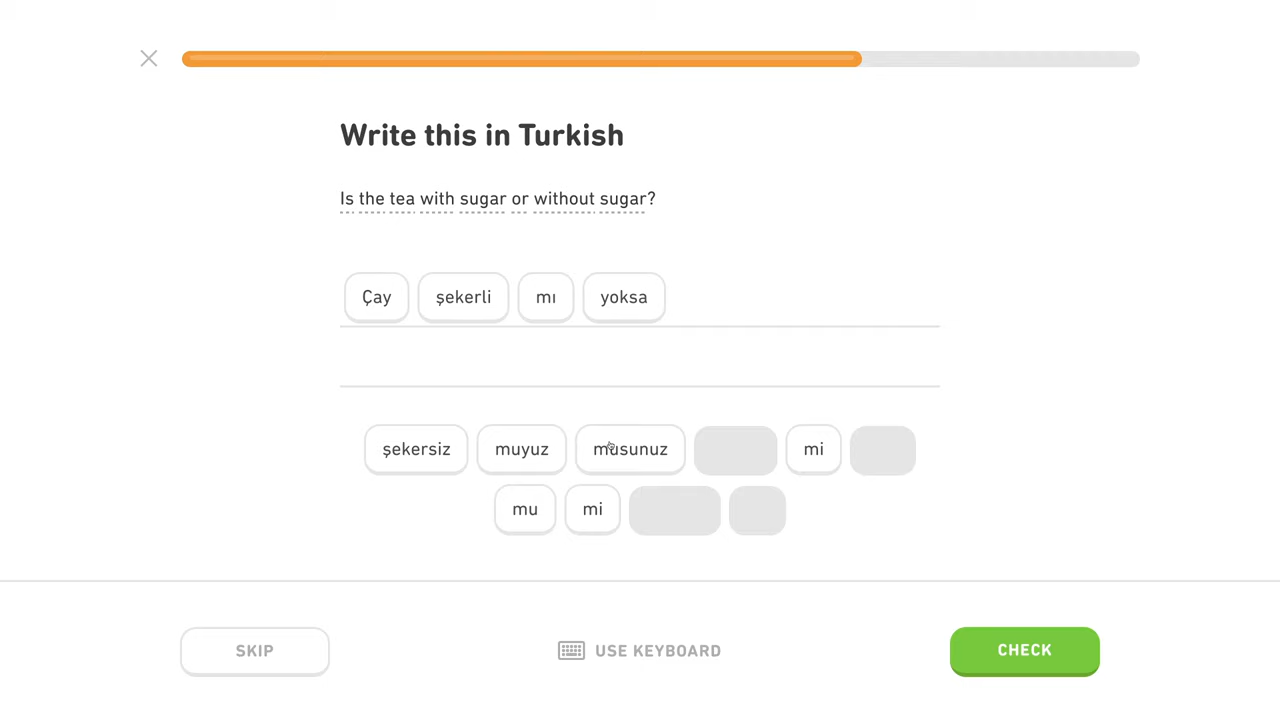 Write this in Turkish
Is the tea with sugar or without sugar?
Çay şekerli mı yoksa
şekersiz muyuz musunuz mi
mu mi
SKIP USE KEYBOARD CHECK